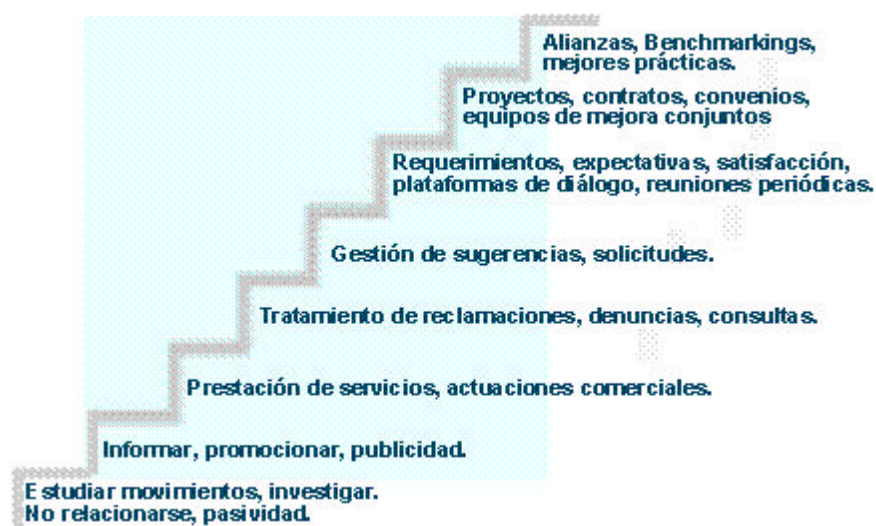 Alianzas, Benchmarkings,
mejores prácticas.
Proyectos, contratos, convenios,
equipos de mejora conjuntos
Requerimientos, expectativas, satisfacción,
plataformas de diálogo, reuniones periódicas.
Gestión de sugerencias, solicitudes.
Tratamiento de reclamaciones, denuncias, consultas.
Prestación de servicios, actuaciones comerciales.
Informar, promocionar, publicidad.
Estudiar movimientos, investigar.
No relacionarse, pasividad.